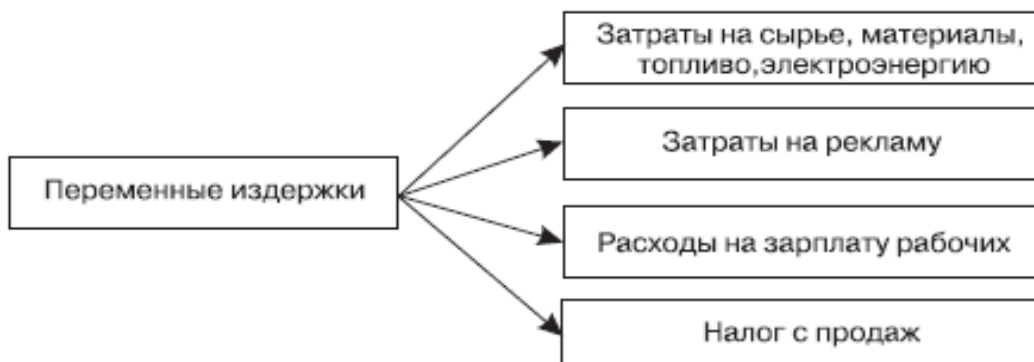 Переменные издержки
Затраты на сырье, материалы,
топливо,электроэнергию
Затраты на рекламу
Расходы на зарплату рабочих
Налог с продаж